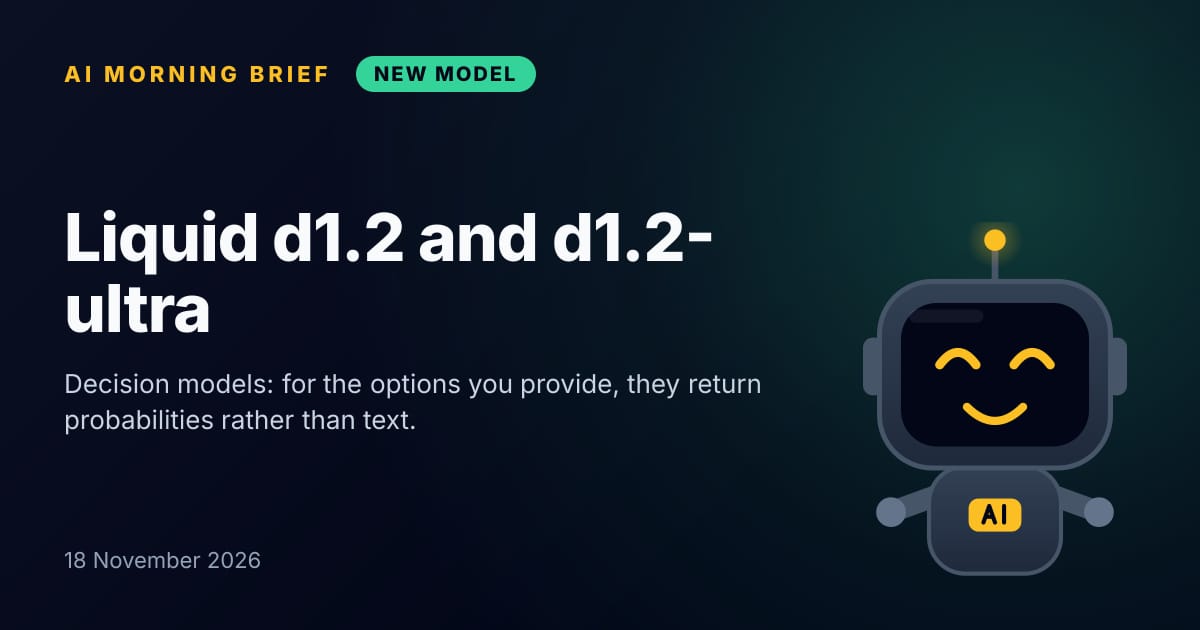 AI MORNING BRIEF
NEW MODEL
Liquid d1.2 and d1.2-
ultra
Decision models: for the options you provide, they return
probabilities rather than text.
AI
18 November 2026